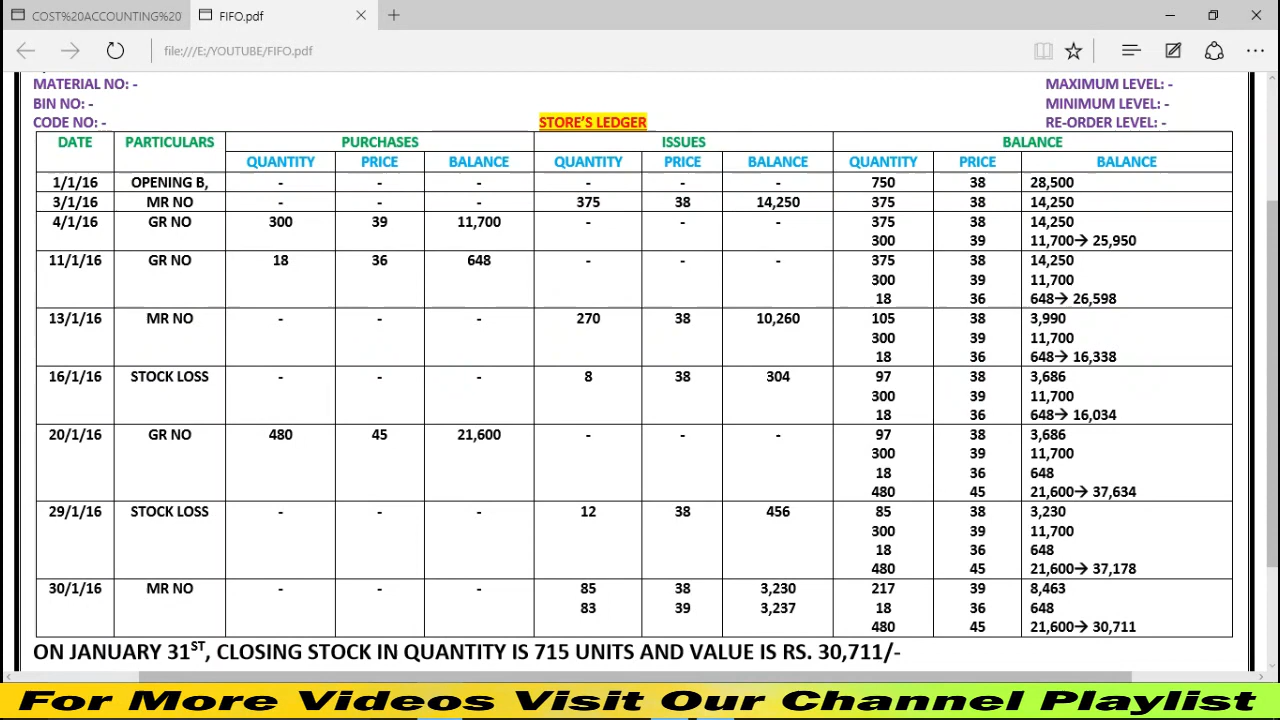 COST%20ACCOUNTING%20
FIFO.pdf
file:///E:/YOUTUBE/FIFO.pdf
MATERIAL NO: - MAXIMUM LEVEL: -
BIN NO: - MINIMUM LEVEL: -
CODE NO: - STORE'S LEDGER RE-ORDER LEVEL: -
DATE PARTICULARS PURCHASES ISSUES BALANCE
QUANTITY PRICE BALANCE QUANTITY PRICE BALANCE QUANTITY PRICE BALANCE
1/1/16 OPENING B, - - - - - - 750 38 28,500
3/1/16 MR NO - - - 375 38 14,250 375 38 14,250
4/1/16 GR NO 300 39 11,700 - - - 375 38 14,250
300 39 11,700→ 25,950
11/1/16 GR NO 18 36 648 - - - 375 38 14,250
300 39 11,700
18 36 648→ 26,598
13/1/16 MR NO - - - 270 38 10,260 105 38 3,990
300 39 11,700
18 36 648→ 16,338
16/1/16 STOCK LOSS - - - 8 38 304 97 38 3,686
300 39 11,700
18 36 648→ 16,034
20/1/16 GR NO 480 45 21,600 - - - 97 38 3,686
300 39 11,700
18 36 648
480 45 21,600→ 37,634
29/1/16 STOCK LOSS - - - 12 38 456 85 38 3,230
300 39 11,700
18 36 648
480 45 21,600→ 37,178
30/1/16 MR NO - - - 85 38 3,230 217 39 8,463
83 39 3,237 18 36 648
480 45 21,600→ 30,711
ON JANUARY 31ST, CLOSING STOCK IN QUANTITY IS 715 UNITS AND VALUE IS RS. 30,711/-
For More Videos Visit Our Channel Playlist